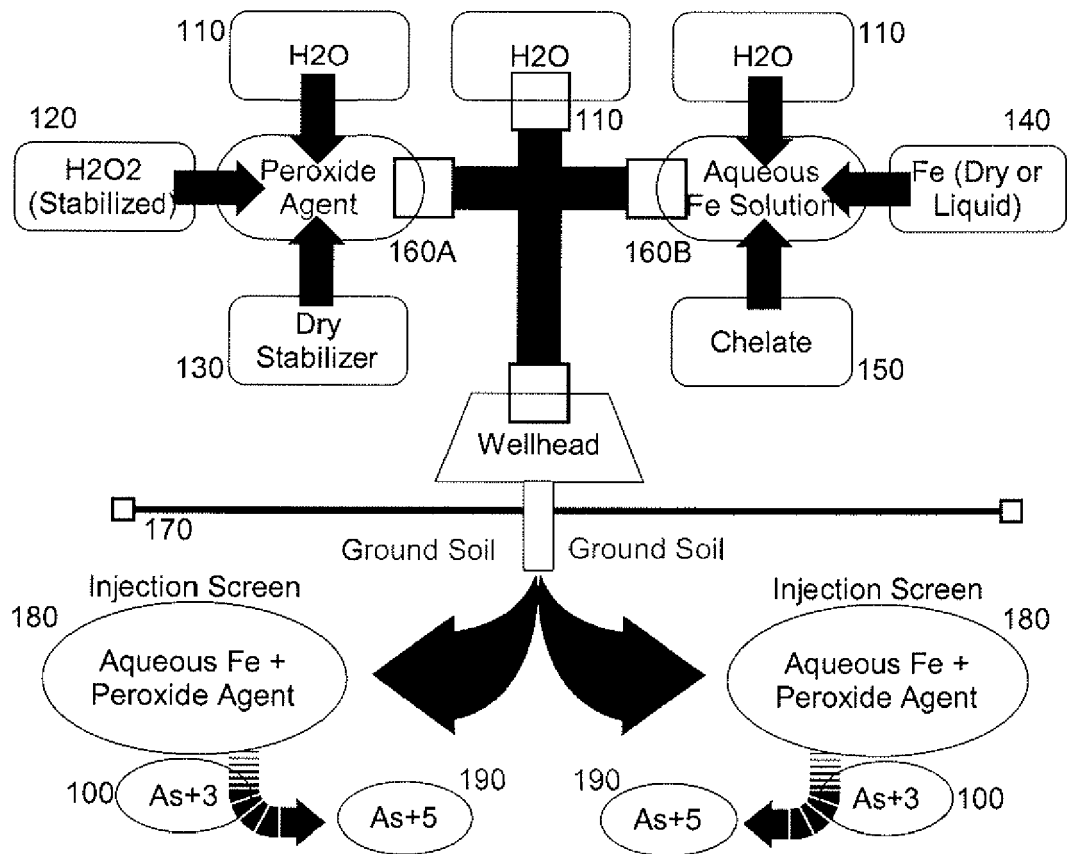 110
H2O
H2O
110
H2O
110
120
H2O2
(Stabilized)
Peroxide
Agent
Aqueous
Fe Solution
140
Fe (Dry or
Liquid)
160A
160B
130
Dry
Stabilizer
Chelate
150
Wellhead
170
Ground Soil
Ground Soil
Injection Screen
180
Aqueous Fe +
Peroxide Agent
Injection Screen
180
Aqueous Fe +
Peroxide Agent
100
As+3
190
As+5
190
As+5
As+3
100